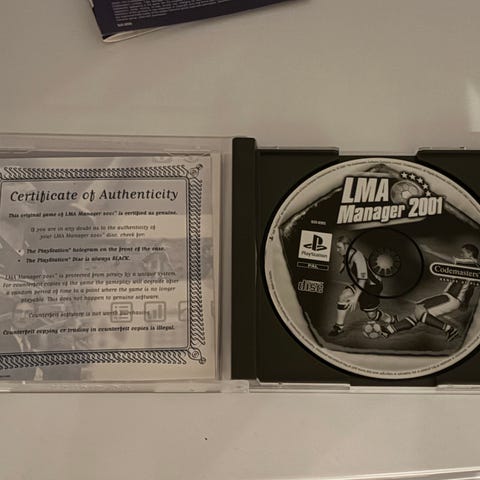 Certificate of Authenticity
This original game of LMA Manager 2001™ is certified as genuine.
If you are in any doubt as to the authenticity of
your LMA Manager 2001™ disc, check for:
• The PlayStation® hologram on the front of the case.
• The PlayStation® Disc is always BLACK.
LMA Manager 2001™ is protected from piracy by a unique system.
For counterfeit copies of the game the gameplay will degrade after
a random period of time to a point where the game is no longer
playable. This does not happen to genuine software.
Counterfeit software is not worth purchasing.
Counterfeit copying or trading in counterfeit copies is illegal.
LMA
Manager 2001
PlayStation
PAL
disc
COMPACT
Codemasters